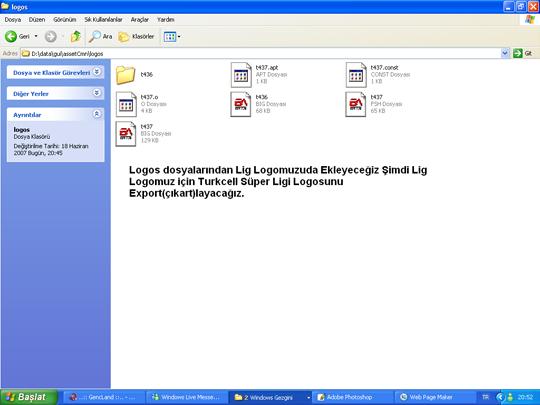 logos
Dosya Düzen Görünüm Sık Kullanılanlar Araçlar Yardım
Geri Ara Klasörler
Adres D:\data\gui\assetCmn\logos Git
Dosya ve Klasör Görevleri
Diğer Yerler
Ayrıntılar
logos
Dosya Klasörü
Değiştirilme Tarihi: 18 Haziran
2007 Bugün, 20:45
t436
t437.apt
APT Dosyası
1 KB
t437.const
CONST Dosyası
1 KB
t437.o
O Dosyası
4 KB
t436
BIG Dosyası
68 KB
t437
FSH Dosyası
65 KB
t437
BIG Dosyası
129 KB
Logos dosyalarından Lig Logomuzuda Ekleyeceğiz Şimdi Lig
Logomuz için Turkcell Süper Ligi Logosunu
Export(çıkart)layacağız.
Başlat ..:: GencLand ::.. - ... Windows Live Messe... 2 Windows Gezgini Adobe Photoshop Web Page Maker TR 20:52